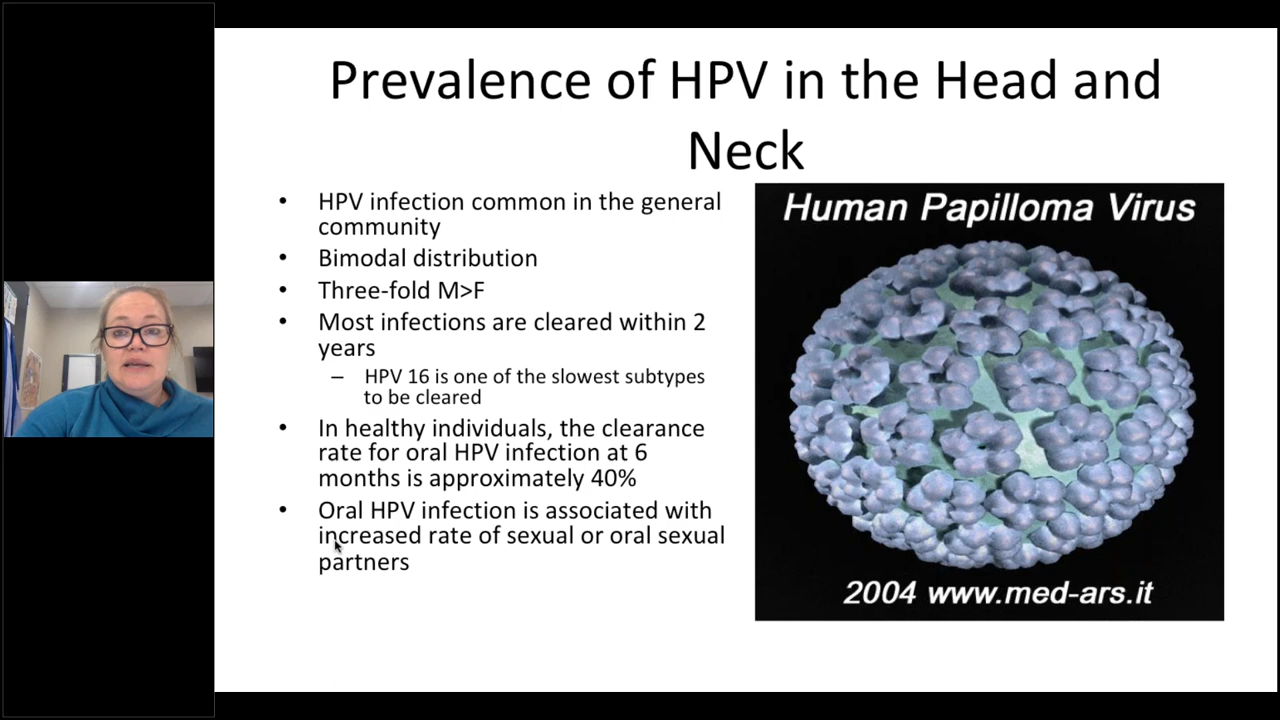 Prevalence of HPV in the Head and
Neck
• HPV infection common in the general
community
• Bimodal distribution
• Three-fold M>F
• Most infections are cleared within 2
years
– HPV 16 is one of the slowest subtypes
to be cleared
• In healthy individuals, the clearance
rate for oral HPV infection at 6
months is approximately 40%
• Oral HPV infection is associated with
increased rate of sexual or oral sexual
partners
Human Papilloma Virus
2004 www.med-ars.it